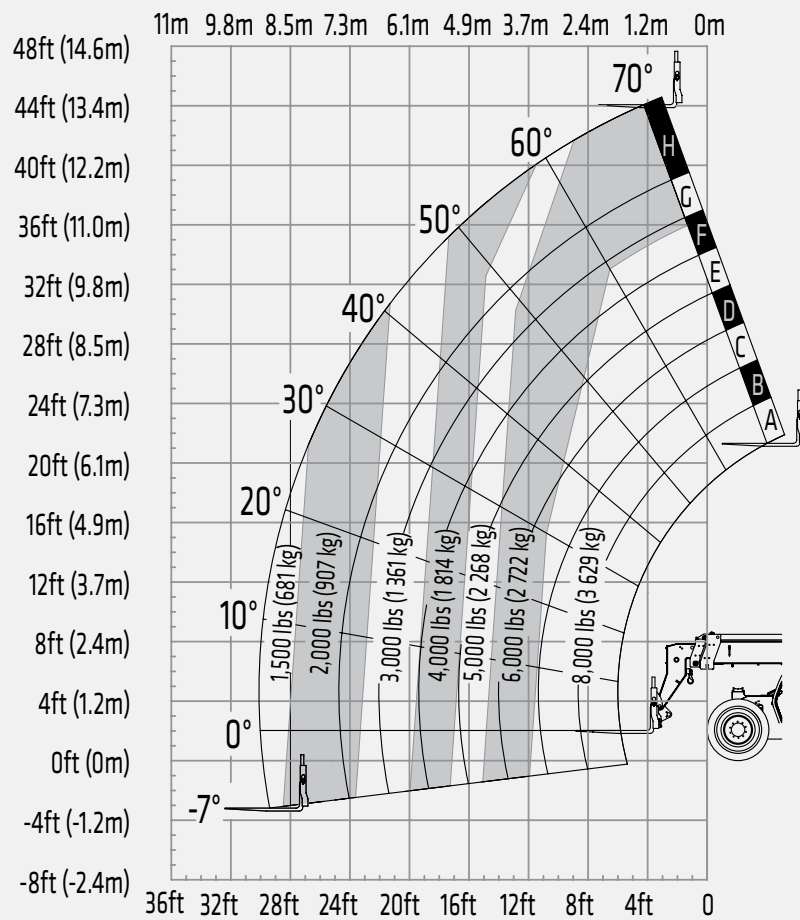 11m 9.8m 8.5m 7.3m 6.1m 4.9m 3.7m 2.4m 1.2m 0m
48ft (14.6m)
44ft (13.4m)
40ft (12.2m)
36ft (11.0m)
32ft (9.8m)
28ft (8.5m)
24ft (7.3m)
20ft (6.1m)
16ft (4.9m)
12ft (3.7m)
8ft (2.4m)
4ft (1.2m)
0ft (0m)
-4ft (-1.2m)
-8ft (-2.4m)
70°
60°
50°
40°
30°
20°
10°
0°
-7°
H
G
F
E
D
C
B
A
1,500 lbs (681 kg)
2,000 lbs (907 kg)
3,000 lbs (1 361 kg)
4,000 lbs (1 814 kg)
5,000 lbs (2 268 kg)
6,000 lbs (2 722 kg)
8,000 lbs (3 629 kg)
36ft 32ft 28ft 24ft 20ft 16ft 12ft 8ft 4ft 0